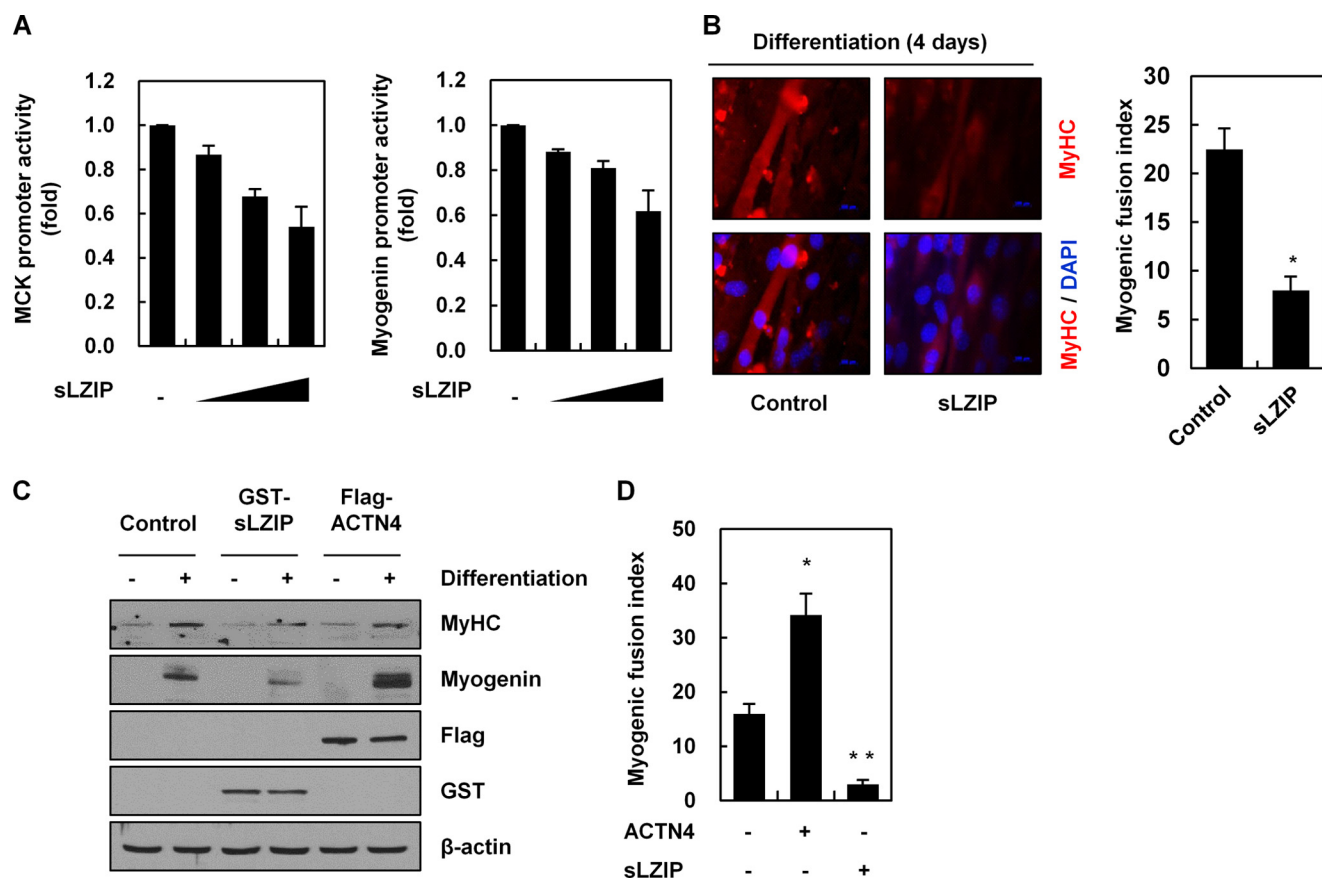 A
MCK promoter activity
(fold)
1.2
1.0
0.8
0.6
0.4
0.2
0.0
sLZIP
-
Myogenin promoter activity
(fold)
1.2
1.0
0.8
0.6
0.4
0.2
0.0
sLZIP
-
B
Differentiation (4 days)
MyHC
MyHC / DAPI
Control
sLZIP
Myogenic fusion index
30
25
20
15
10
5
0
*
Control
sLZIP
C
Control
GST-
sLZIP
Flag-
ACTN4
- + - + - + Differentiation
MyHC
Myogenin
Flag
GST
β-actin
D
Myogenic fusion index
50
40
30
20
10
0
*
* *
ACTN4 - + -
sLZIP - - +